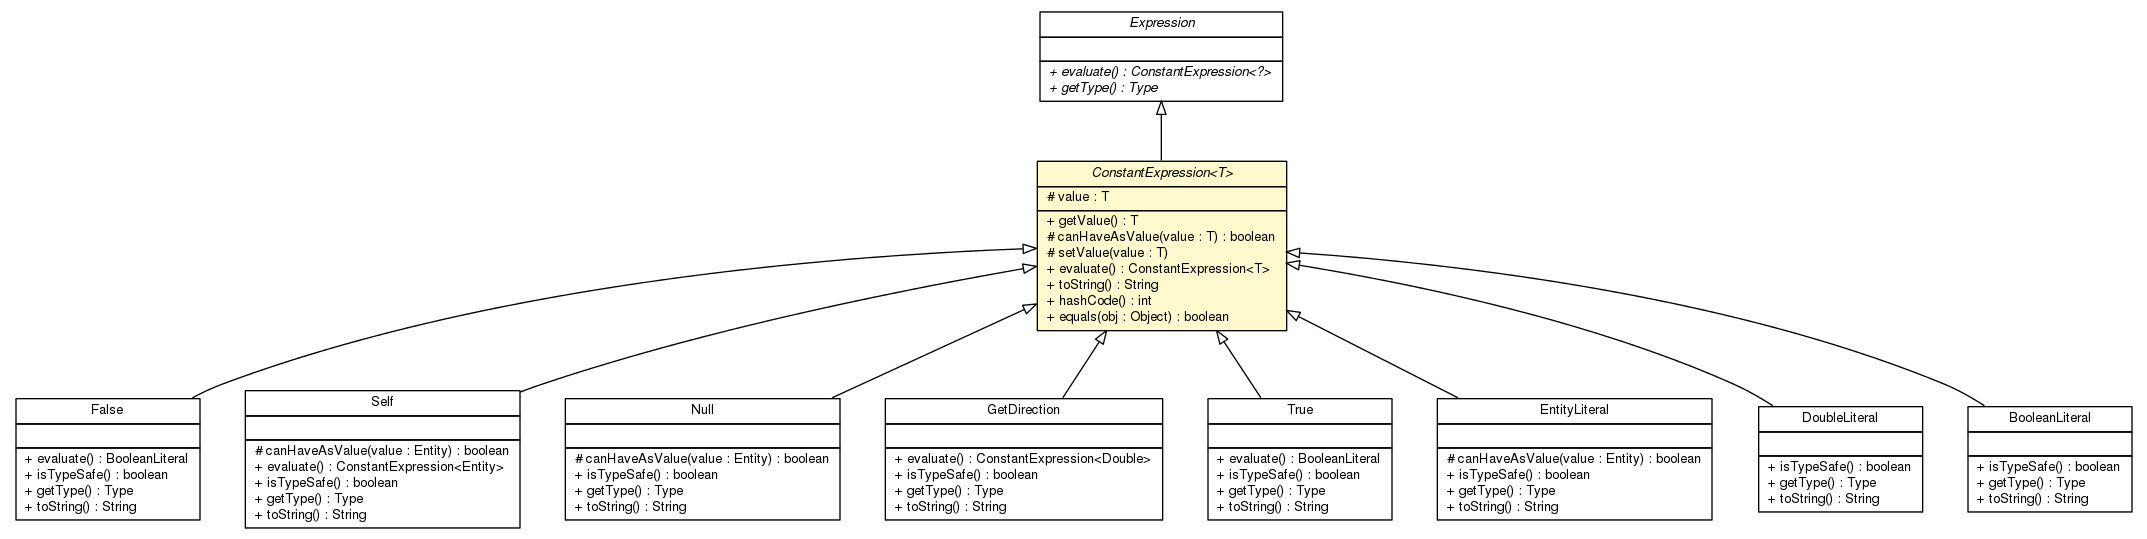 Expression
+ evaluate() : ConstantExpression<?>
+ getType() : Type
ConstantExpression<T>
# value : T
+ getValue() : T
# canHaveAsValue(value : T) : boolean
# setValue(value : T)
+ evaluate() : ConstantExpression<T>
+ toString() : String
+ hashCode() : int
+ equals(obj : Object) : boolean
False
+ evaluate() : BooleanLiteral
+ isTypeSafe() : boolean
+ getType() : Type
+ toString() : String
Self
# canHaveAsValue(value : Entity) : boolean
+ evaluate() : ConstantExpression<Entity>
+ isTypeSafe() : boolean
+ getType() : Type
+ toString() : String
Null
# canHaveAsValue(value : Entity) : boolean
+ isTypeSafe() : boolean
+ getType() : Type
+ toString() : String
GetDirection
+ evaluate() : ConstantExpression<Double>
+ isTypeSafe() : boolean
+ getType() : Type
+ toString() : String
True
+ evaluate() : BooleanLiteral
+ isTypeSafe() : boolean
+ getType() : Type
+ toString() : String
EntityLiteral
# canHaveAsValue(value : Entity) : boolean
+ isTypeSafe() : boolean
+ getType() : Type
+ toString() : String
DoubleLiteral
+ isTypeSafe() : boolean
+ getType() : Type
+ toString() : String
BooleanLiteral
+ isTypeSafe() : boolean
+ getType() : Type
+ toString() : String